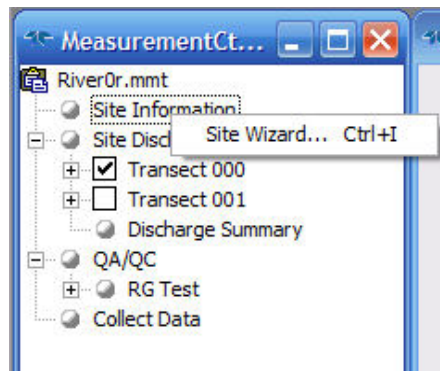 MeasurementCt...
River0r.mmt
Site Information
Site Disch
Site Wizard... Ctrl+I
Transect 000
Transect 001
Discharge Summary
QA/QC
RG Test
Collect Data